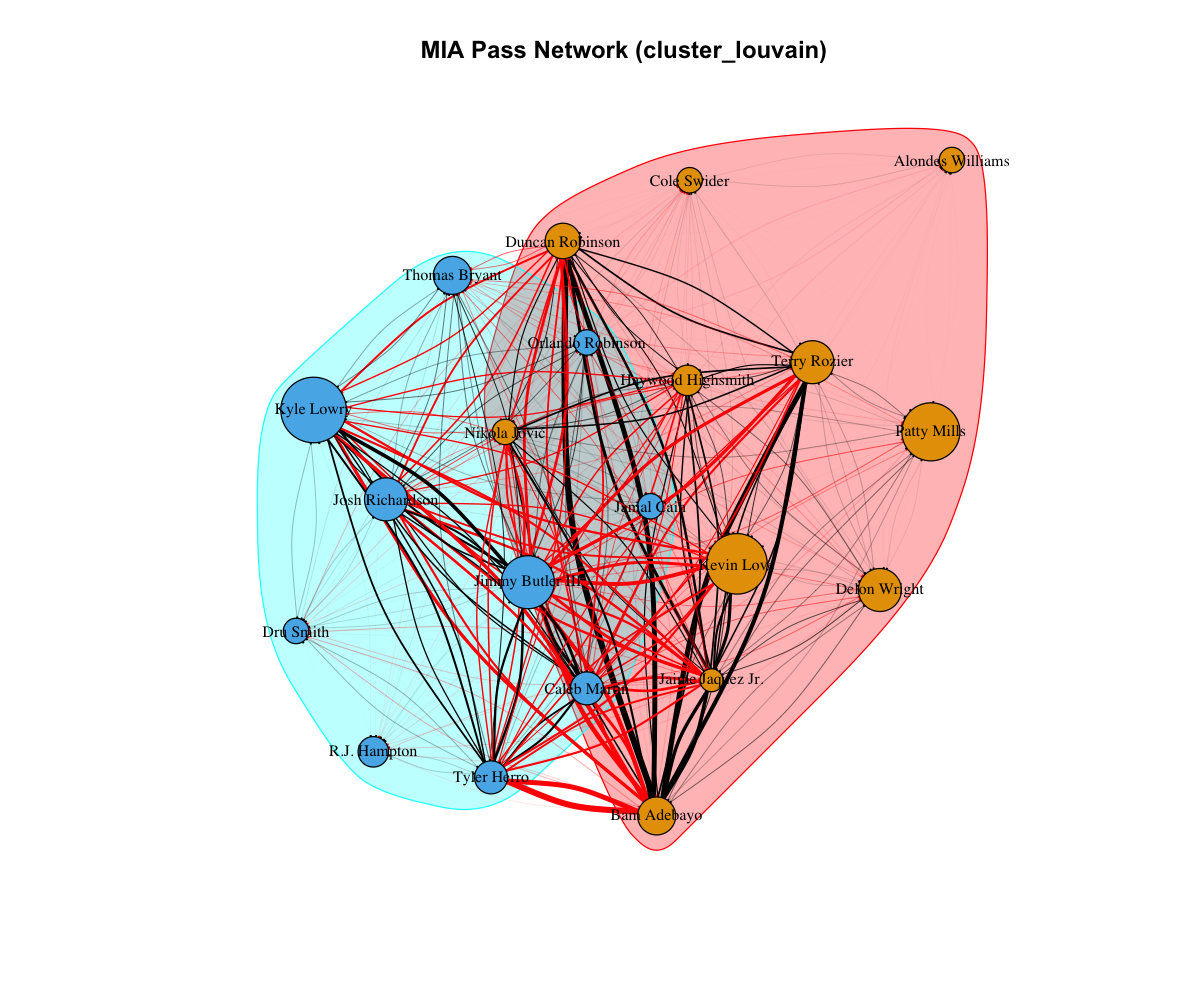 MIA Pass Network (cluster_louvain)
Alondes Williams
Cole Swider
Duncan Robinson
Thomas Bryant
Orlando Robinson
Terry Rozier
Haywood Highsmith
Kyle Lowry
Nikola Jovic
Patty Mills
Josh Richardson
Jamal Cain
Kevin Love
Jimmy Butler III
Delon Wright
Dru Smith
Jaime Jaquez Jr.
Caleb Martin
R.J. Hampton
Tyler Herro
Bam Adebayo